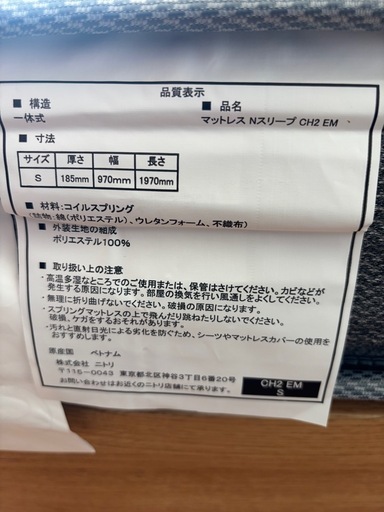 品質表示
■ 構造
一体式
■ 品名
マットレス Nスリープ CH2 EM
■ 寸法
サイズ 厚さ 幅 長さ
S 185mm 970mm 1970mm
■ 材料:コイルスプリング
(詰物:綿(ポリエステル)、ウレタンフォーム、不織布)
■ 外装生地の組成
ポリエステル100%
■ 取り扱い上の注意
・高温多湿なところでのご使用または、保管はさけてください。カビなどが
発生する原因になります。部屋の換気を行い風通しをよくしてください。
・無理に折り曲げないでください。破損の原因となります。
・スプリングマットレスの上で飛んだり跳ねたりしないでください。
破損、ケガをするおそれがあります。
・汚れと直射日光による劣化を防ぐため、シーツやマットレスカバーの使用を
おすすめします。
原産国 ベトナム
株式会社 ニトリ
〒115-0043 東京都北区神谷3丁目6番20号
お問い合わせはお近くのニトリ店舗にて承ります。
CH2 EM
S